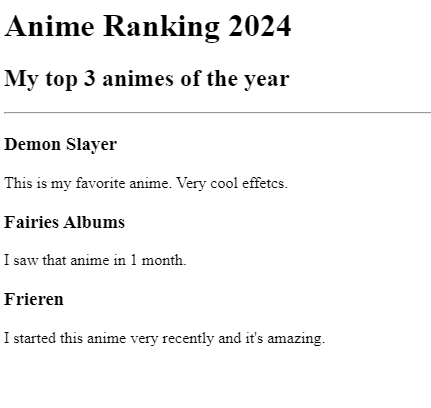 Anime Ranking 2024
My top 3 animes of the year
Demon Slayer
This is my favorite anime. Very cool effetcs.
Fairies Albums
I saw that anime in 1 month.
Frieren
I started this anime very recently and it's amazing.